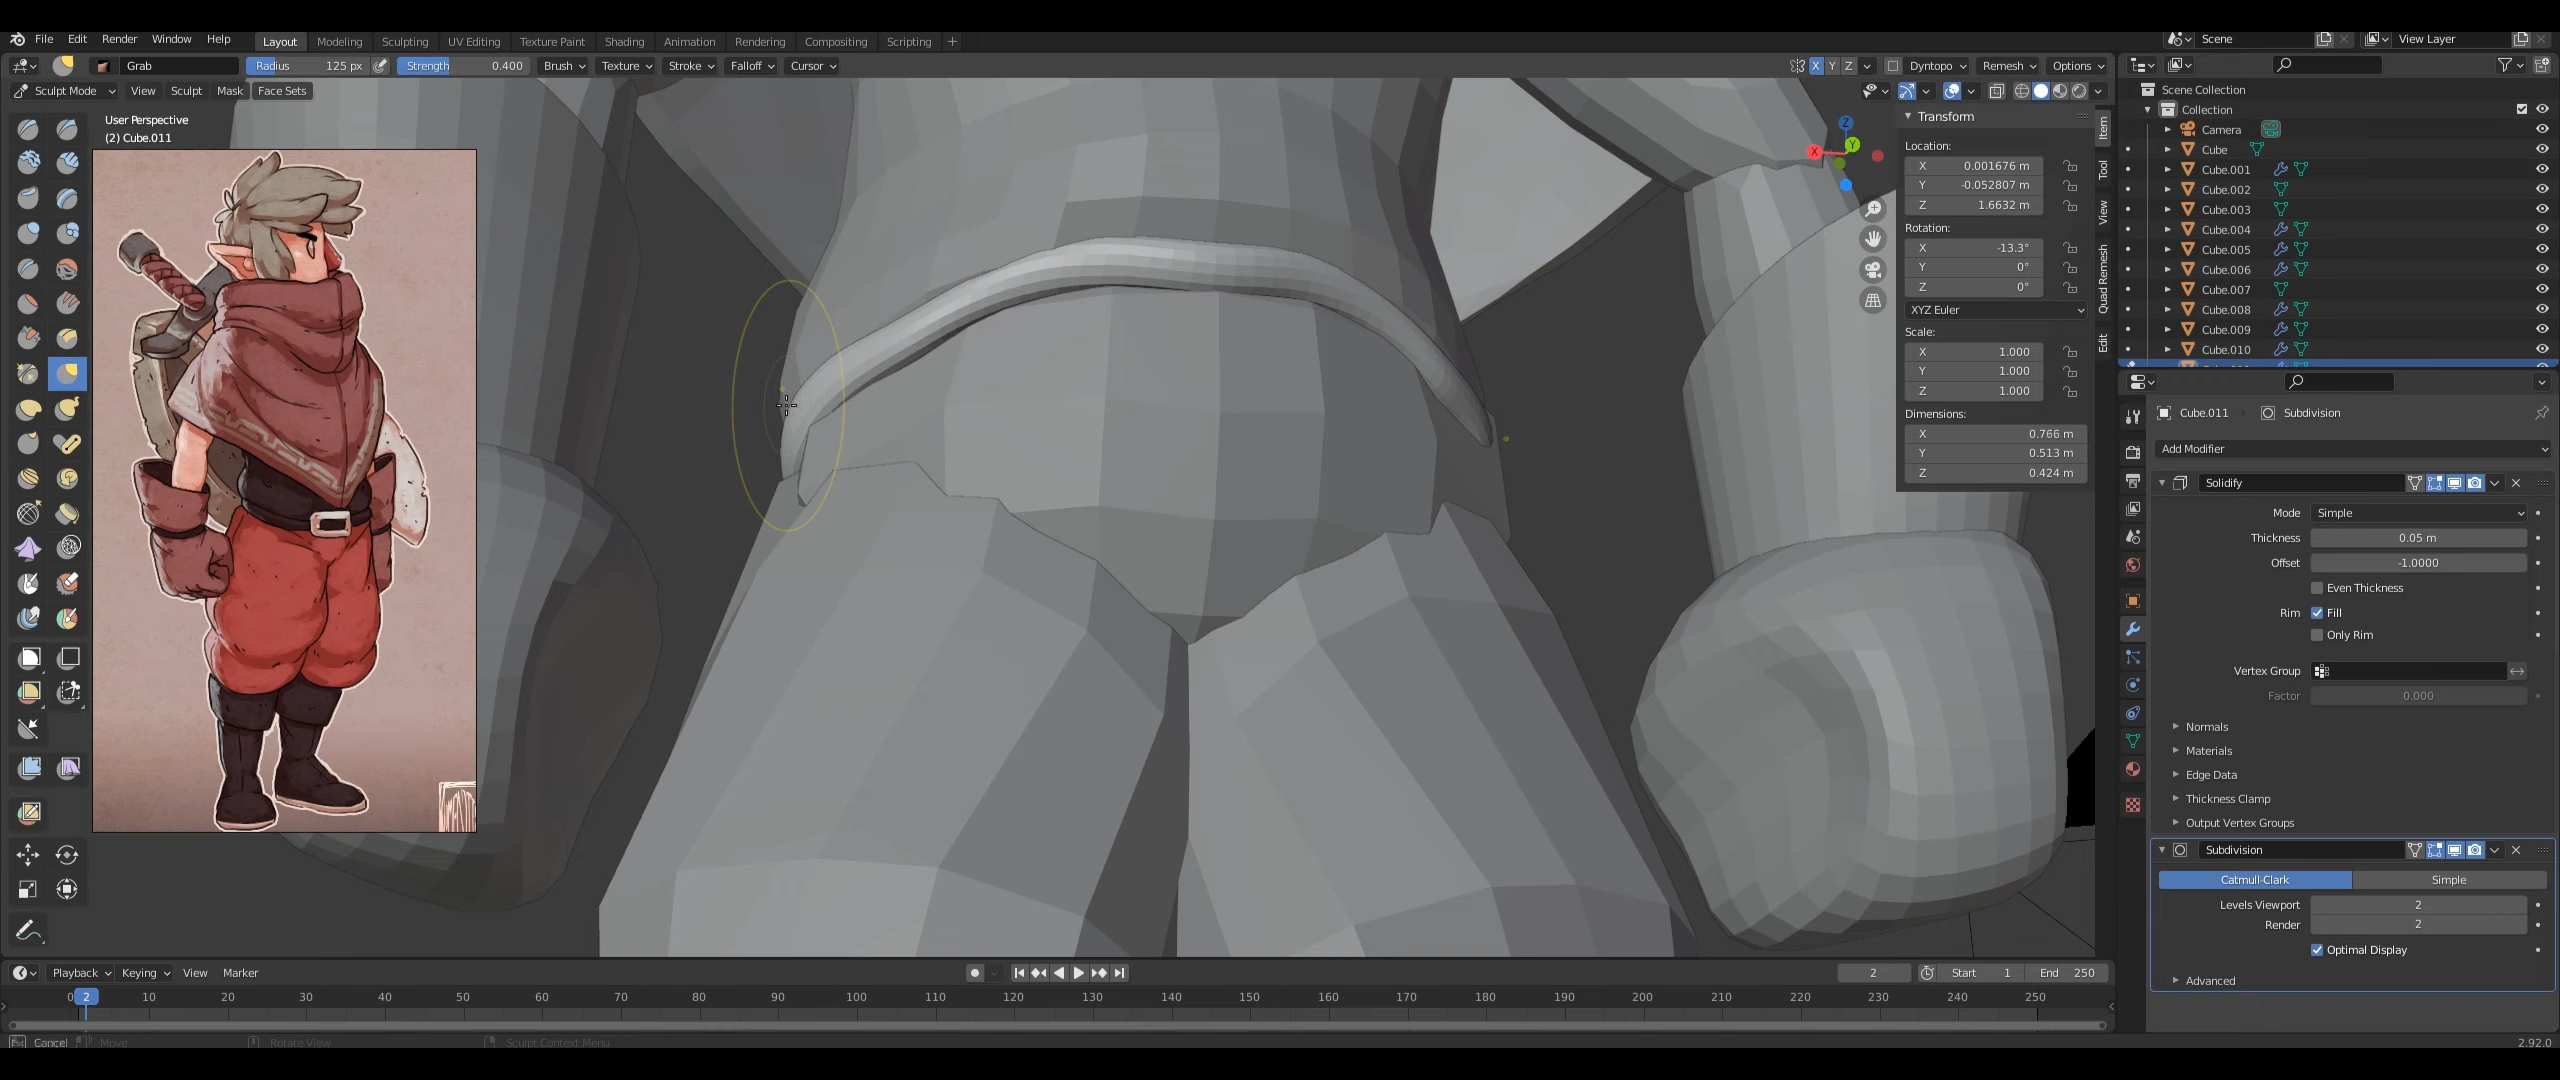 File Edit Render Window Help Layout Modeling Sculpting UV Editing Texture Paint Shading Animation Rendering Compositing Scripting + Scene View Layer
Grab Radius 125 px Strength 0.400 Brush Texture Stroke Falloff Cursor X Y Z Dyntopo Remesh Options
Sculpt Mode View Sculpt Mask Face Sets
User Perspective
(2) Cube.011
Z
Y
X
Transform
Location:
X 0.001676 m
Y -0.052807 m
Z 1.6632 m
Rotation:
X -13.3°
Y 0°
Z 0°
XYZ Euler
Scale:
X 1.000
Y 1.000
Z 1.000
Dimensions:
X 0.766 m
Y 0.513 m
Z 0.424 m
Item
Tool
View
Quad Remesh
Edit
Scene Collection
Collection
Camera
Cube
Cube.001
Cube.002
Cube.003
Cube.004
Cube.005
Cube.006
Cube.007
Cube.008
Cube.009
Cube.010
Cube.011 Subdivision
Add Modifier
Solidify
Mode Simple
Thickness 0.05 m
Offset -1.0000
Even Thickness
Rim Fill
Only Rim
Vertex Group
Factor 0.000
Normals
Materials
Edge Data
Thickness Clamp
Output Vertex Groups
Subdivision
Catmull-Clark Simple
Levels Viewport 2
Render 2
Optimal Display
Advanced
Playback Keying View Marker 2 Start 1 End 250
0 2 10 20 30 40 50 60 70 80 90 100 110 120 130 140 150 160 170 180 190 200 210 220 230 240 250
Cancel Move Rotate View Sculpt Context Menu 2.92.0